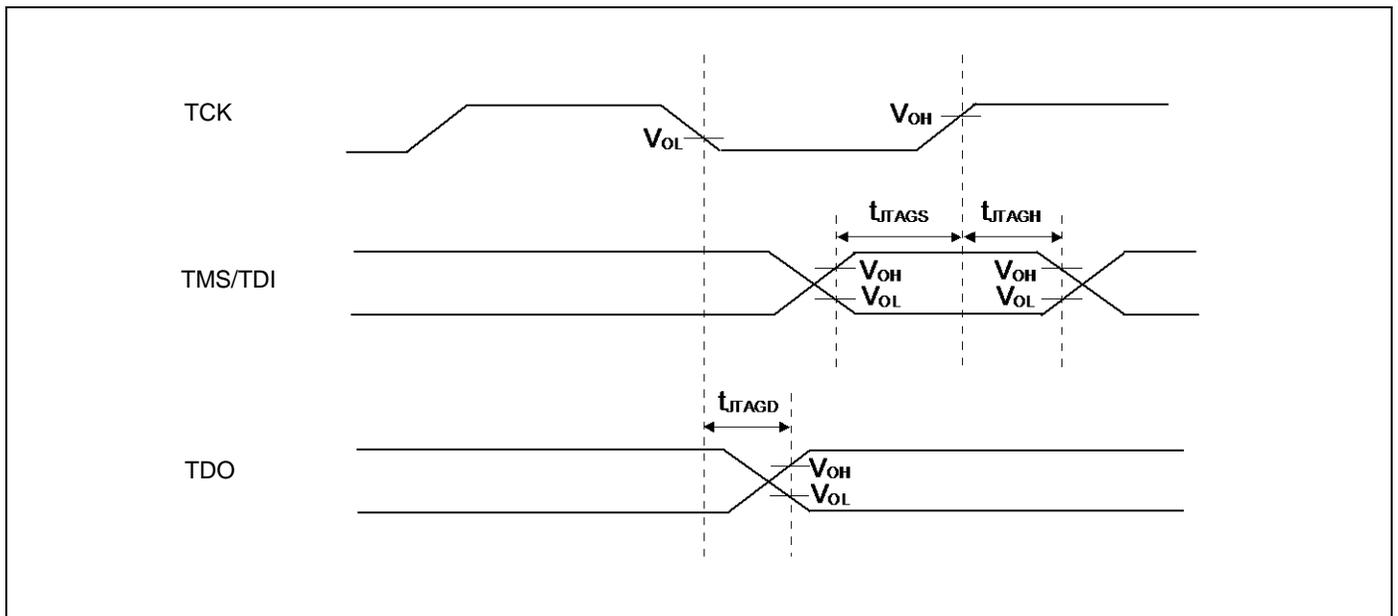 TCK
VOL
VOH
tJTAGS
tJTAGH
TMS/TDI
VOH
VOL
VOH
VOL
tJTAGD
TDO
VOH
VOL